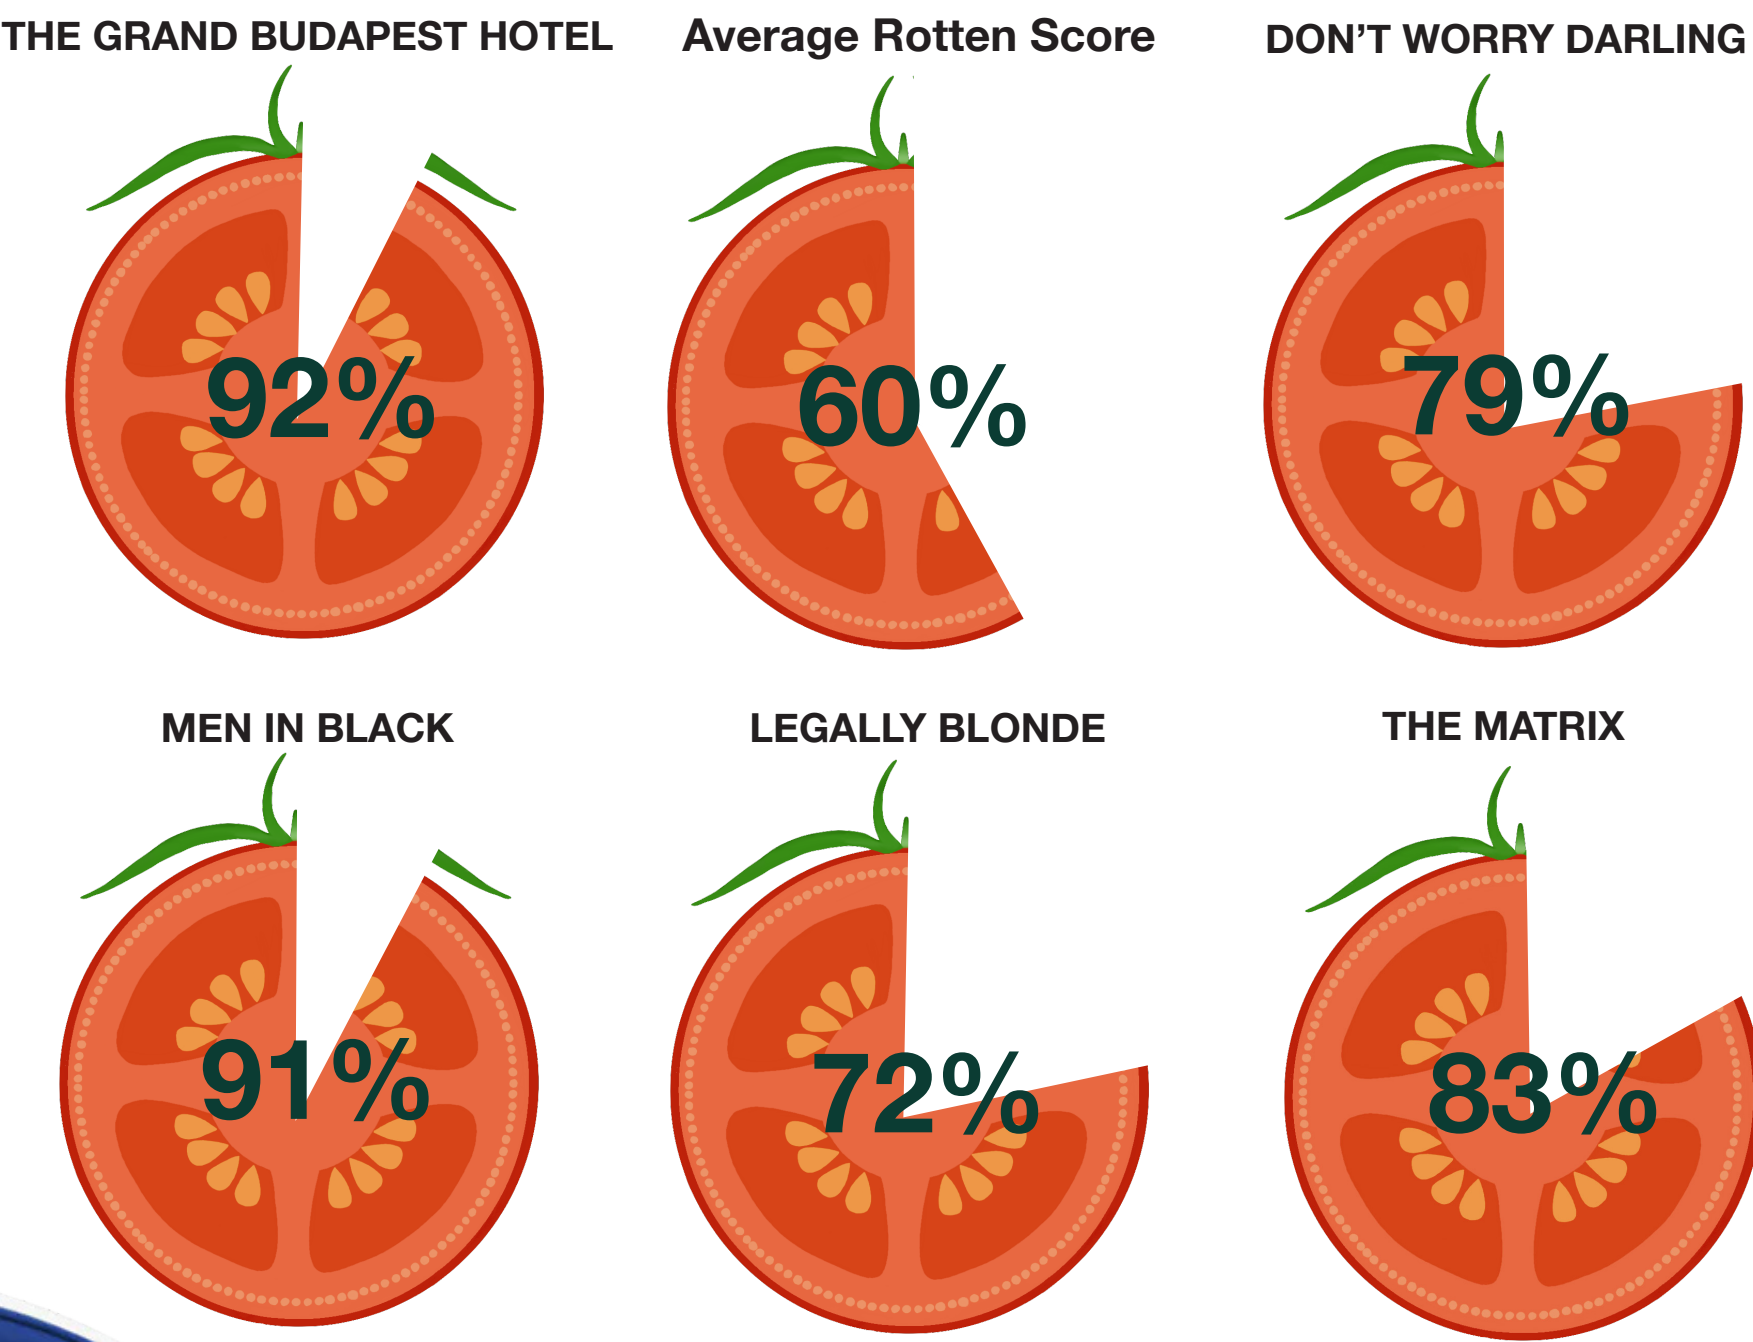 THE GRAND BUDAPEST HOTEL
Average Rotten Score
DON'T WORRY DARLING
92%
60%
79%
MEN IN BLACK
LEGALLY BLONDE
THE MATRIX
91%
72%
83%